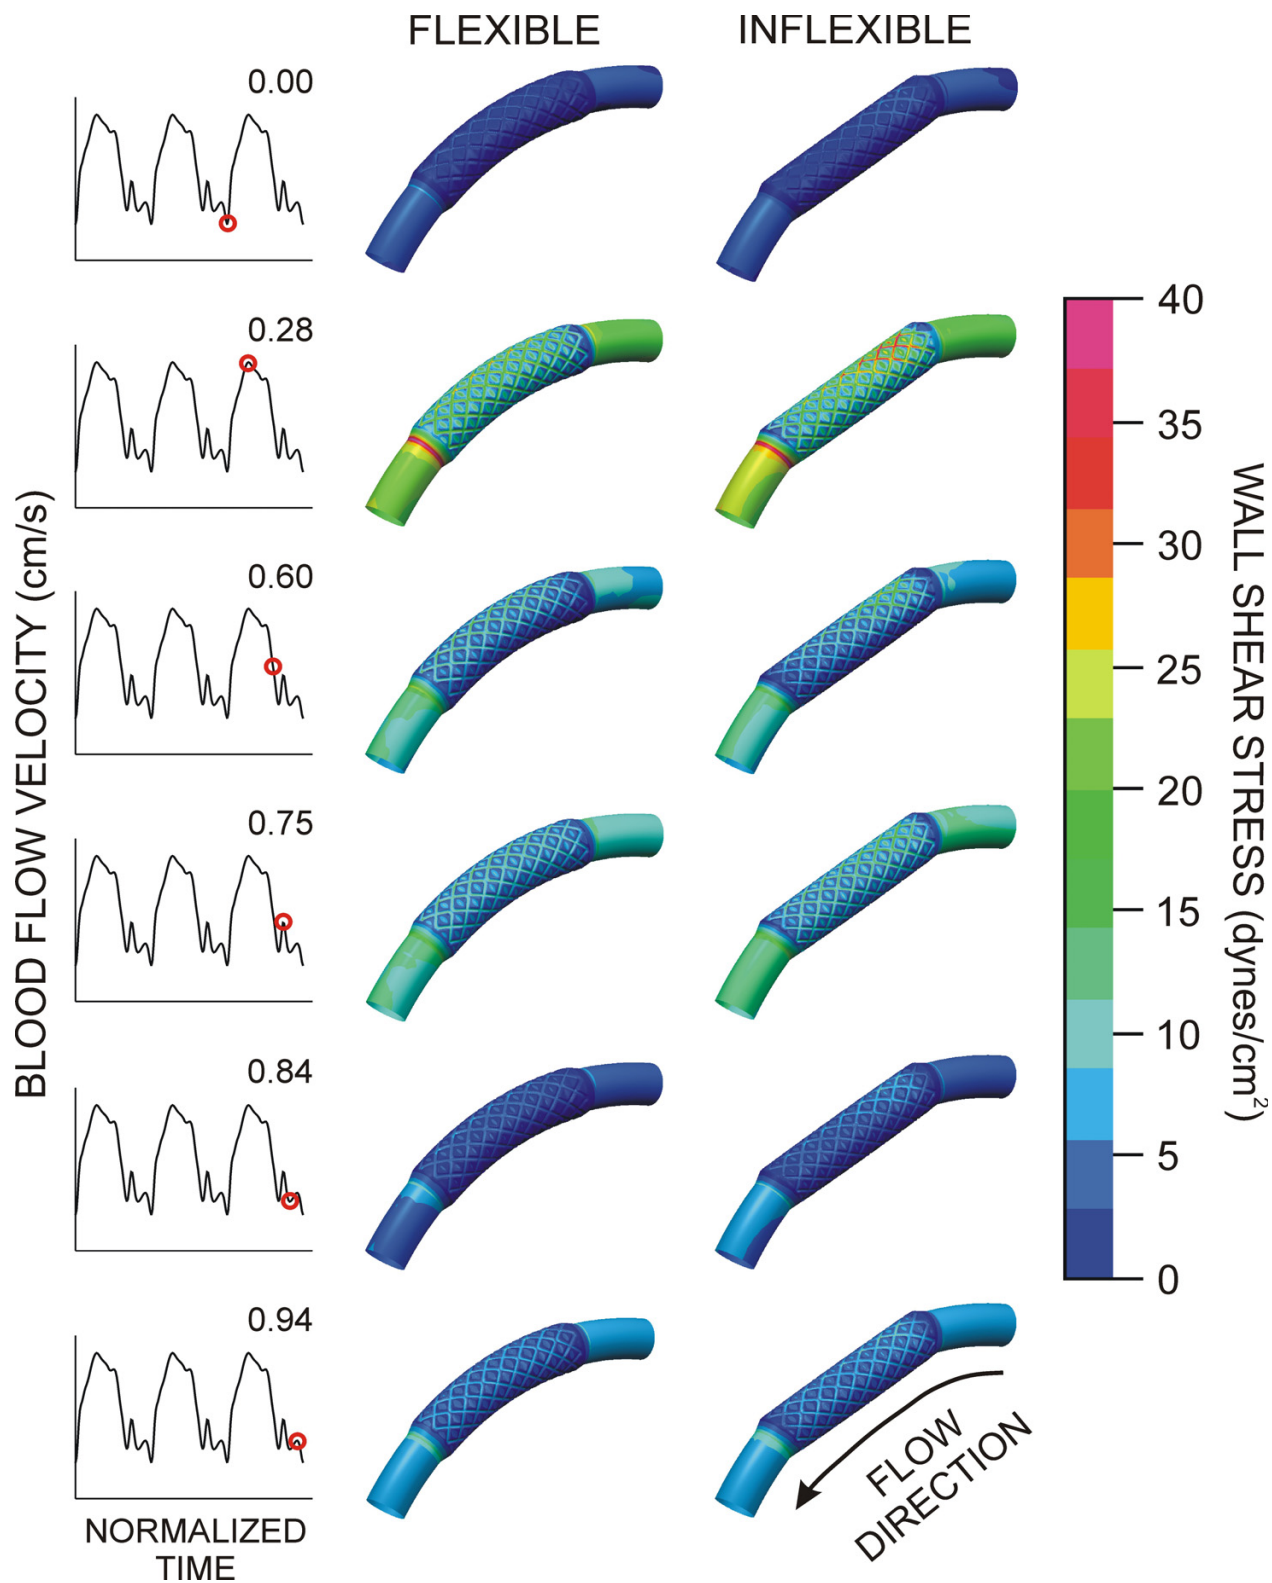 FLEXIBLE
INFLEXIBLE
0.00
0.28
0.60
0.75
0.84
0.94
BLOOD FLOW VELOCITY (cm/s)
NORMALIZED
TIME
FLOW
DIRECTION
40
35
30
25
20
15
10
5
0
WALL SHEAR STRESS (dynes/cm²)